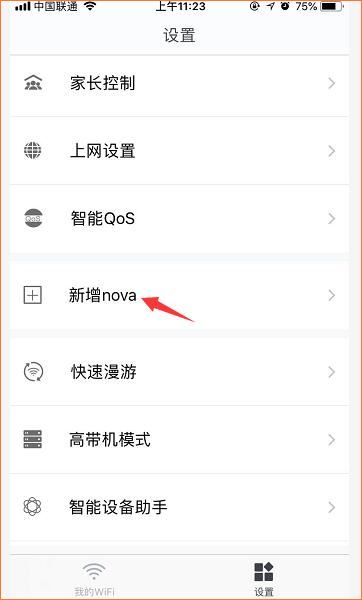 中国联通 上午11:23 75%
设置
家长控制
上网设置
QoS 智能QoS
新增nova
快速漫游
高带机模式
智能设备助手
我的WiFi 设置